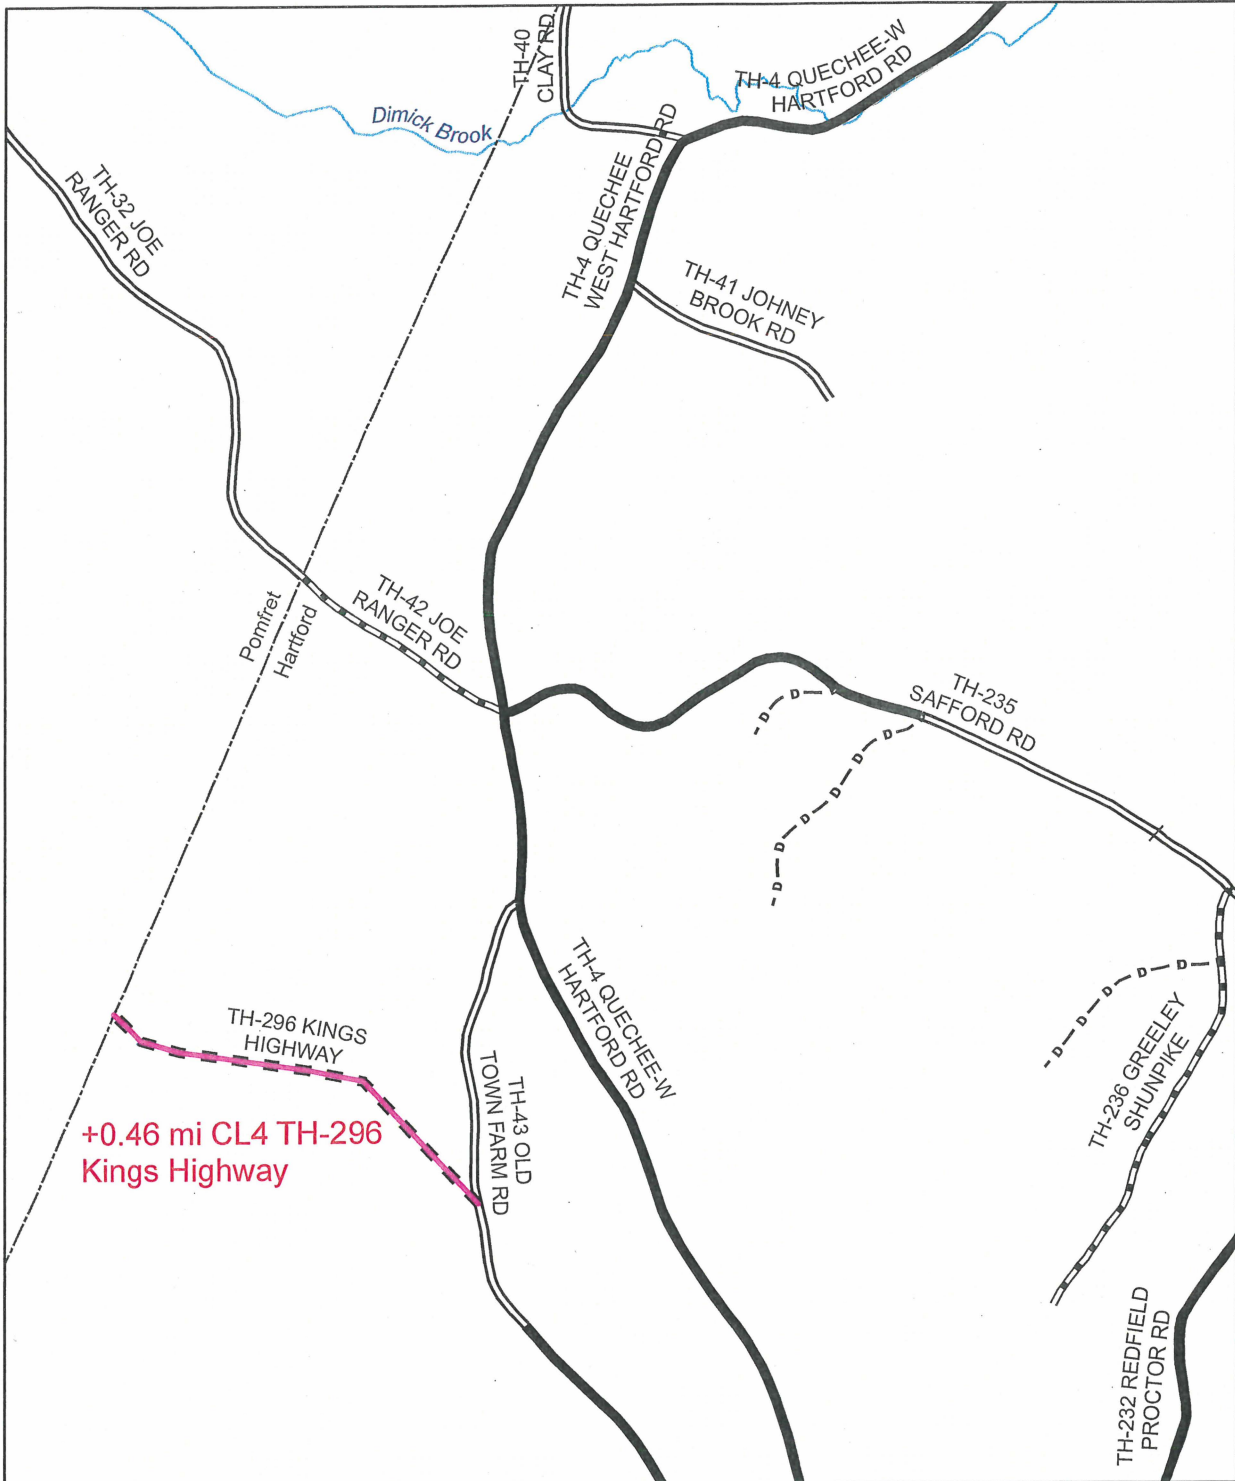 TH-40
CLAY RD
TH-4 QUECHEE-W
HARTFORD RD
Dimick Brook
TH-32 JOE
RANGER RD
TH-4 QUECHEE
WEST HARTFORD RD
TH-41 JOHNEY
BROOK RD
TH-42 JOE
RANGER RD
Pomfret
Hartford
TH-235
SAFFORD RD
D
D
D
D
D
D
D
D
TH-4 QUECHEE-W
HARTFORD RD
D
D
D
D
TH-296 KINGS
HIGHWAY
TH-236 GREELEY
SHUNPIKE
TH-43 OLD
TOWN FARM RD
+0.46 mi CL4 TH-296
Kings Highway
TH-232 REDFIELD
PROCTOR RD